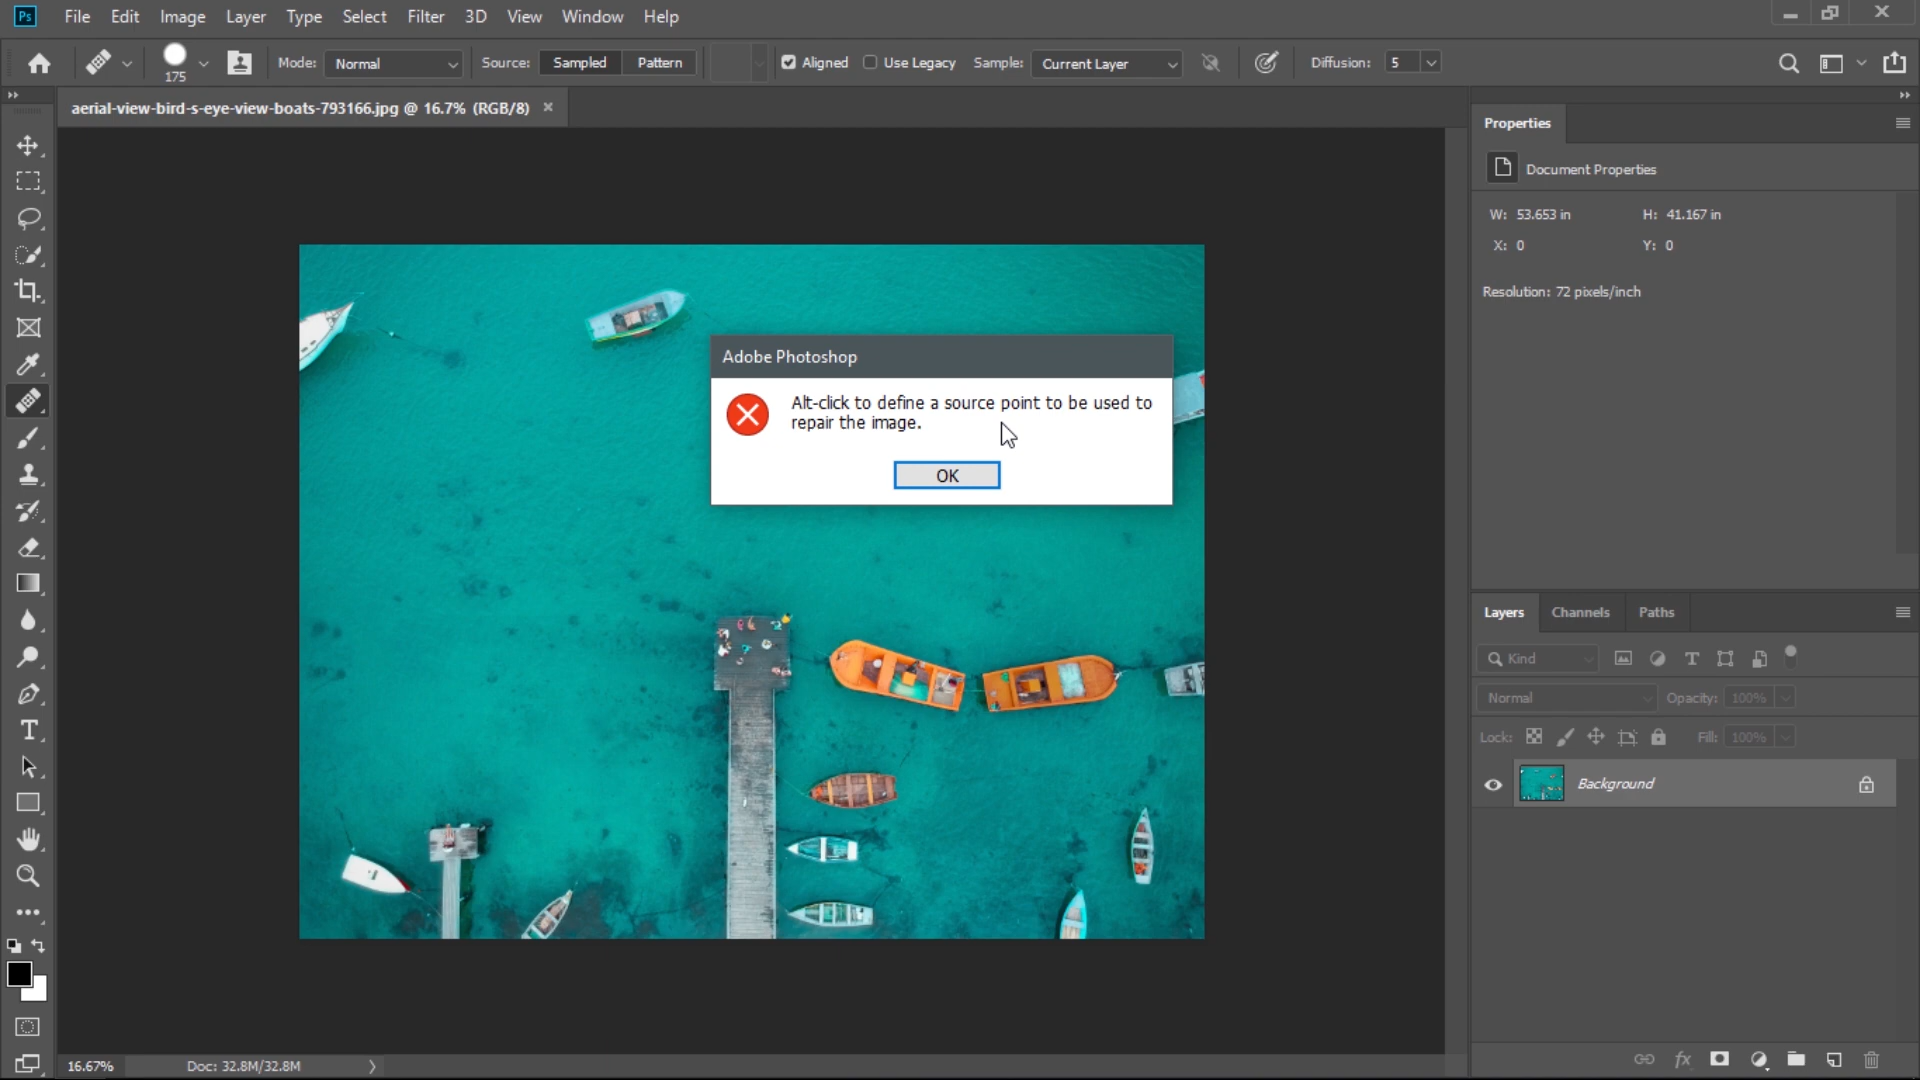 Ps File Edit Image Layer Type Select Filter 3D View Window Help
175 Mode: Normal Source: Sampled Pattern Aligned Use Legacy Sample: Current Layer Diffusion: 5
aerial-view-bird-s-eye-view-boats-793166.jpg @ 16.7% (RGB/8)
Properties
Document Properties
W: 53.653 in H: 41.167 in
X: 0 Y: 0
Resolution: 72 pixels/inch
Adobe Photoshop
Alt-click to define a source point to be used to
repair the image.
OK
Layers Channels Paths
Kind
Normal Opacity: 100%
Lock: Fill: 100%
Background
16.67% Doc: 32.8M/32.8M